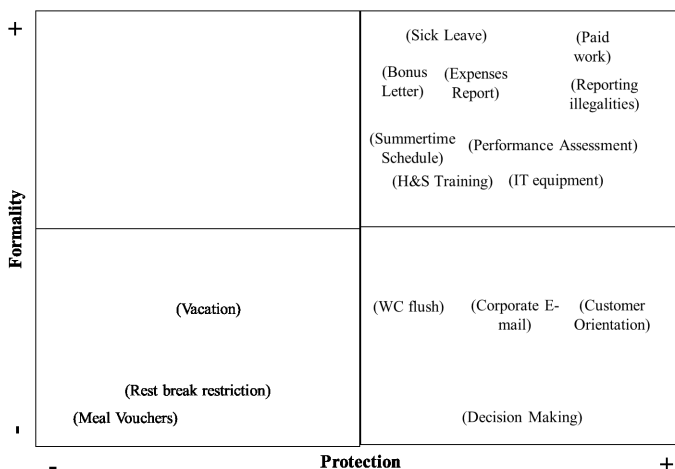 +
(Sick Leave)
(Paid
work)
(Bonus
Letter)
(Expenses
Report)
(Reporting
illegalities)
(Summertime
Schedule)
(Performance Assessment)
(H&S Training)
(IT equipment)
Formality
(Vacation)
(WC flush)
(Corporate E-
mail)
(Customer
Orientation)
(Rest break restriction)
(Meal Vouchers)
(Decision Making)
-
-
Protection
+